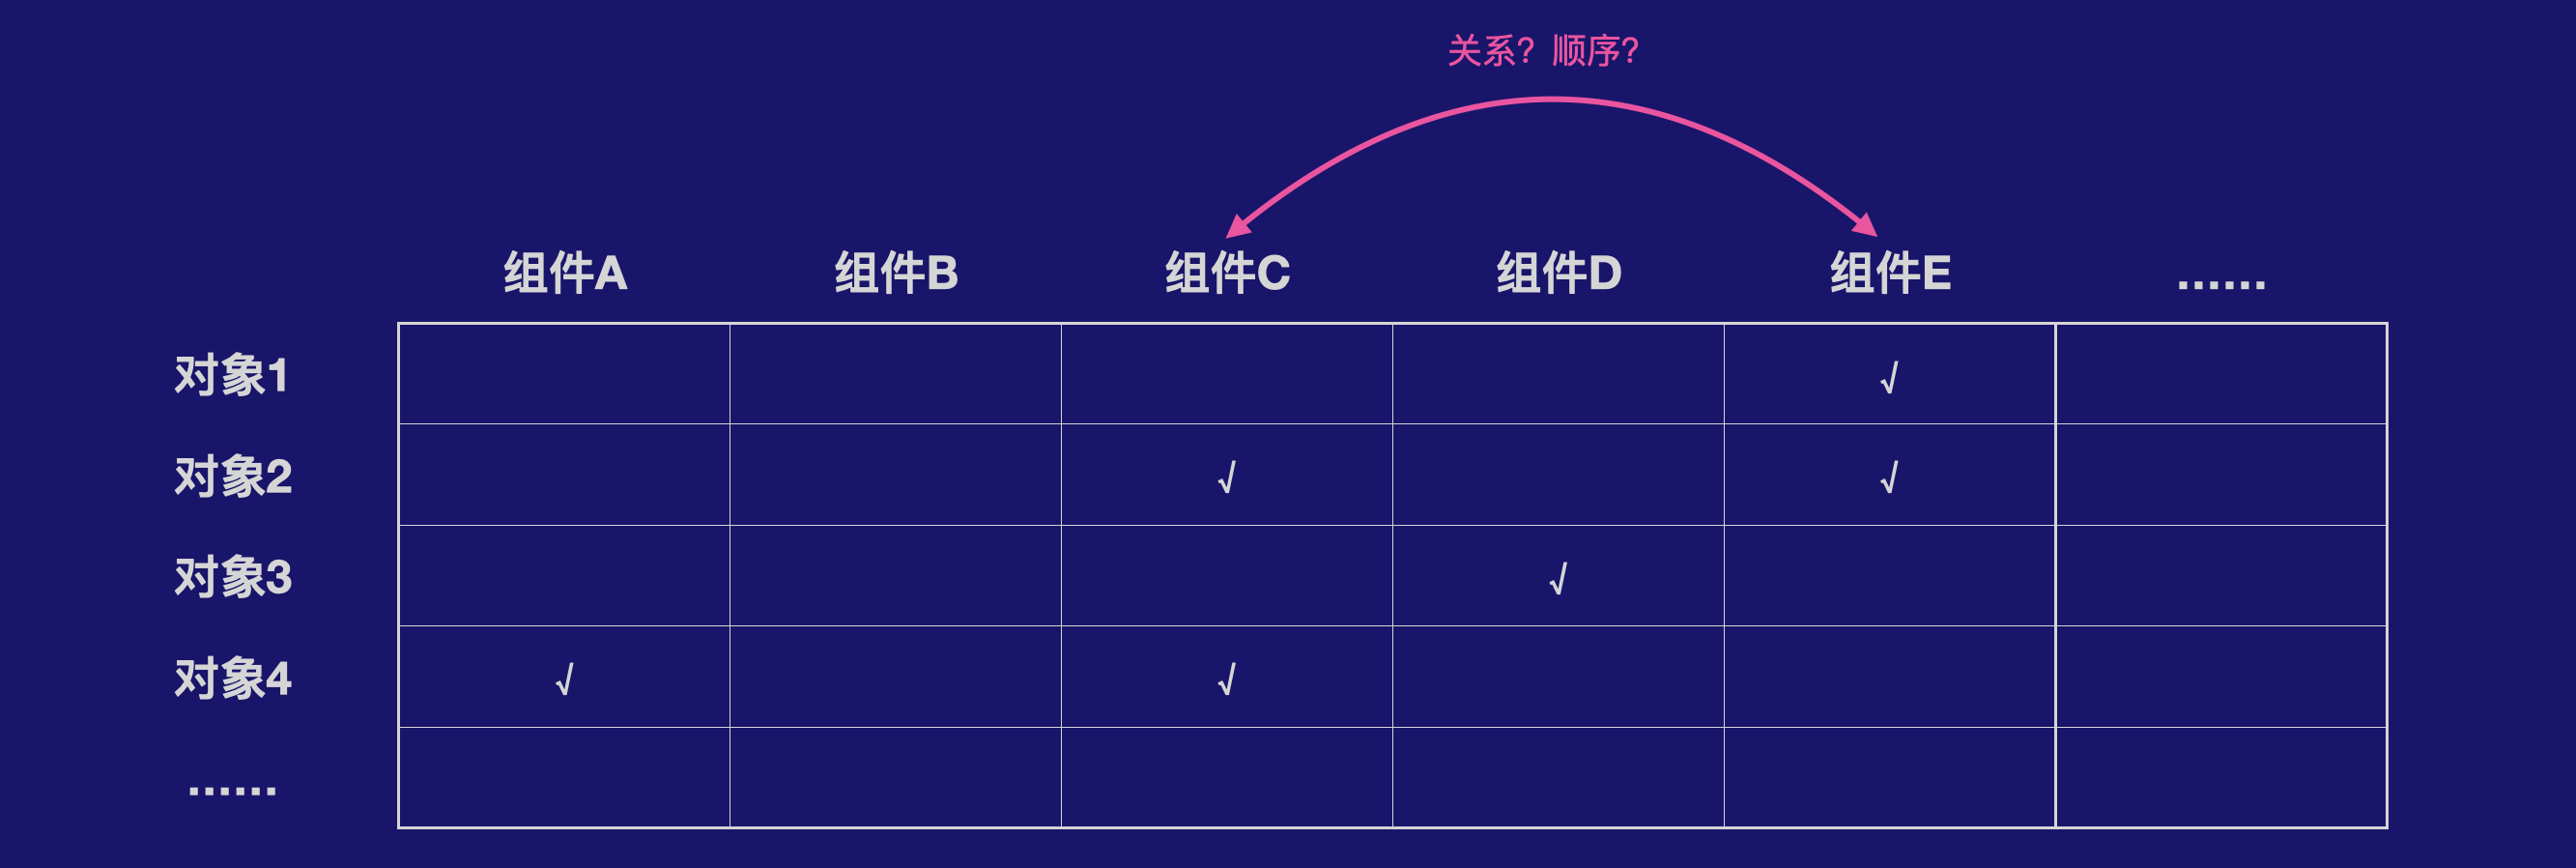 关系？顺序？
组件A 组件B 组件C 组件D 组件E ......
对象1 √
对象2 √ √
对象3 √
对象4 √ √
......